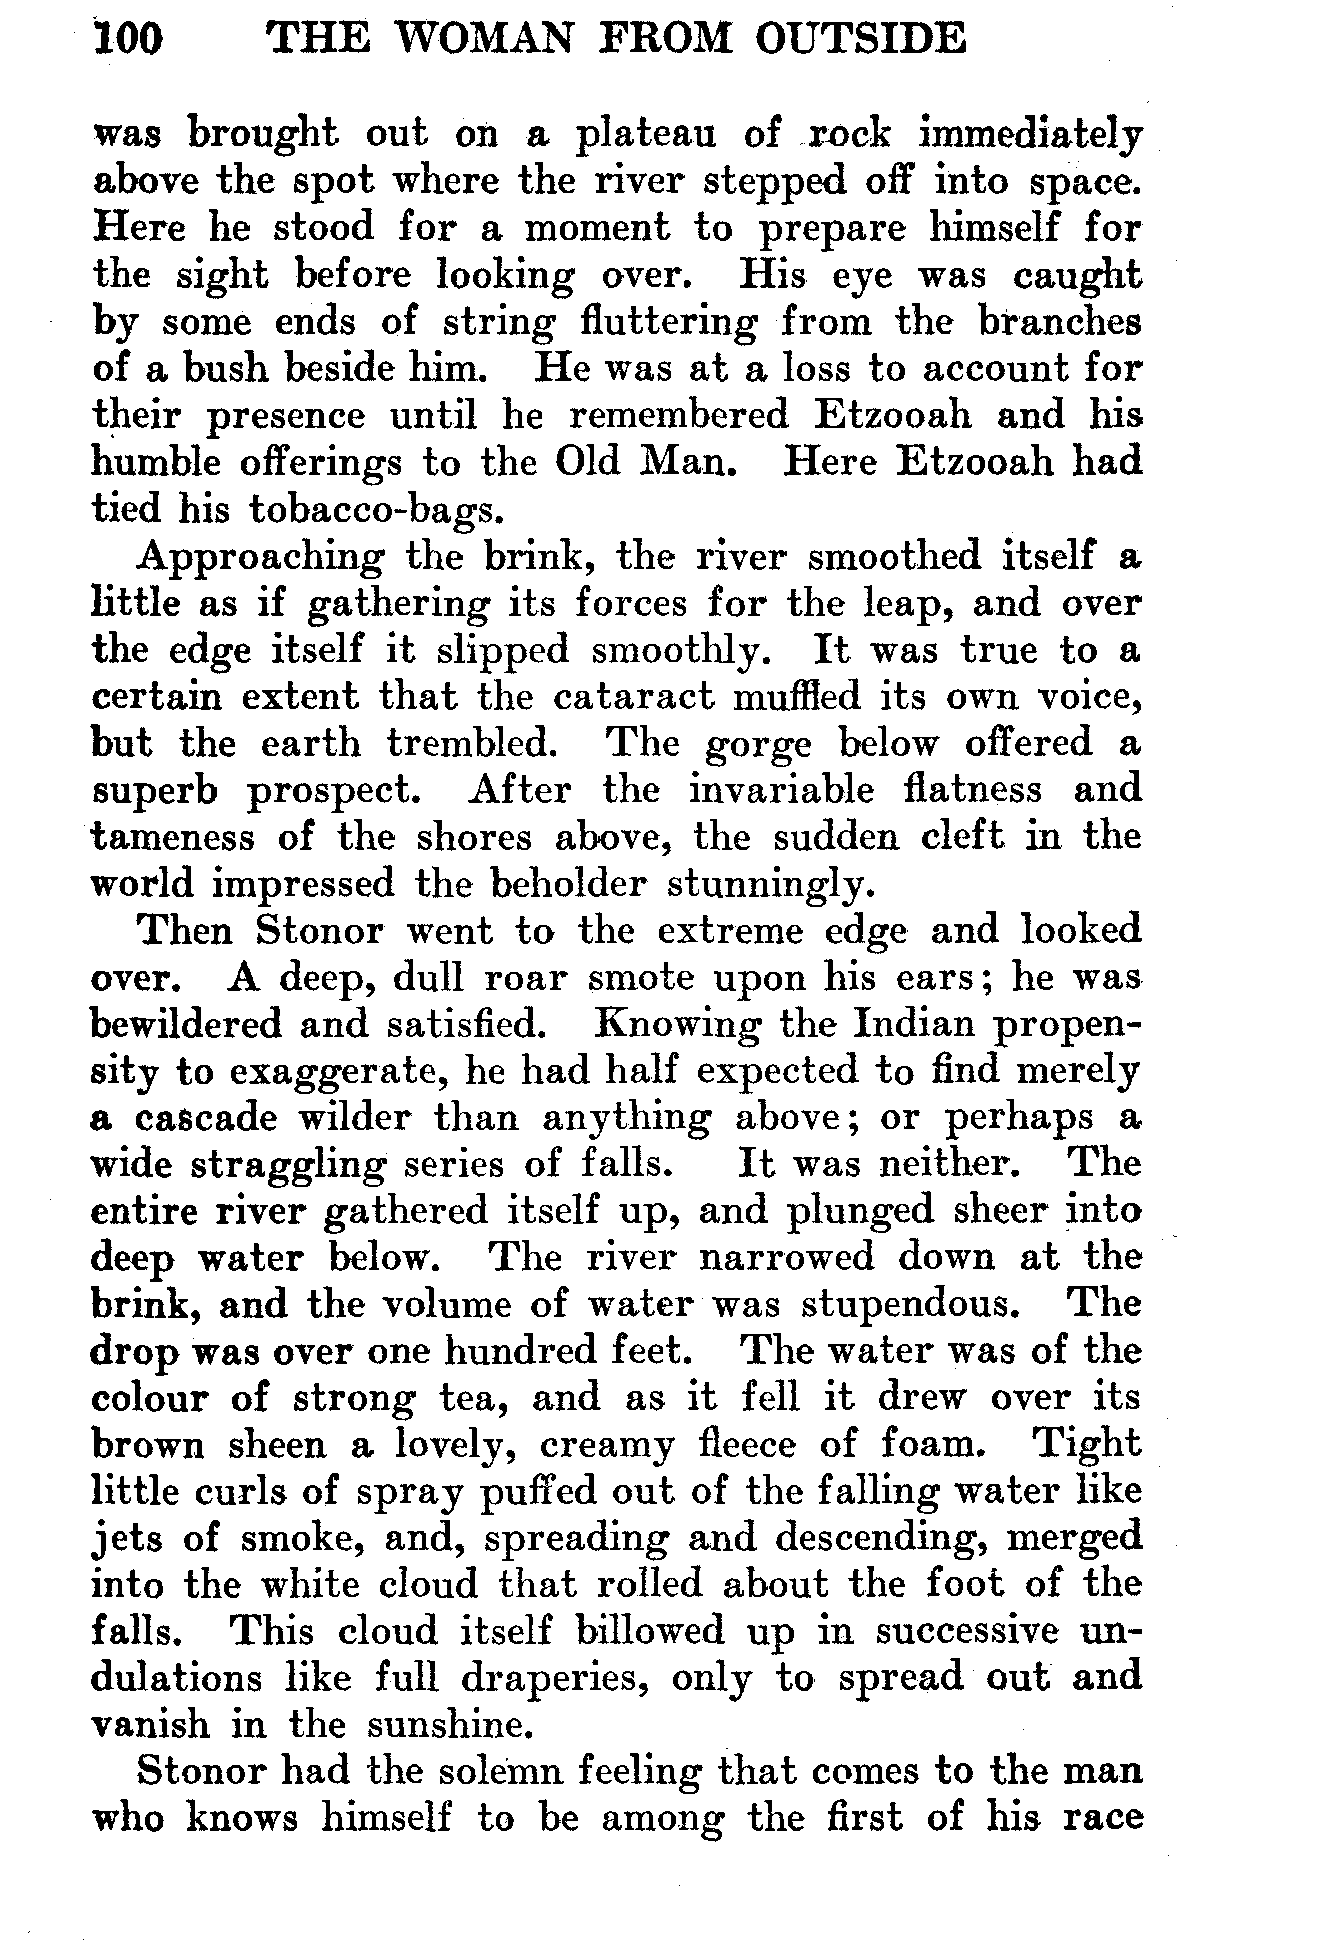 100 THE WOMAN FROM OUTSIDE
was brought out on a plateau of rock immediately
above the spot where the river stepped off into space.
Here he stood for a moment to prepare himself for
the sight before looking over. His eye was caught
by some ends of string fluttering from the branches
of a bush beside him. He was at a loss to account for
their presence until he remembered Etzooah and his
humble offerings to the Old Man. Here Etzooah had
tied his tobacco-bags.
Approaching the brink, the river smoothed itself a
little as if gathering its forces for the leap, and over
the edge itself it slipped smoothly. It was true to a
certain extent that the cataract muffled its own voice,
but the earth trembled. The gorge below offered a
superb prospect. After the invariable flatness and
tameness of the shores above, the sudden cleft in the
world impressed the beholder stunningly.
Then Stonor went to the extreme edge and looked
over. A deep, dull roar smote upon his ears; he was
bewildered and satisfied. Knowing the Indian propen-
sity to exaggerate, he had half expected to find merely
a cascade wilder than anything above; or perhaps a
wide straggling series of falls. It was neither. The
entire river gathered itself up, and plunged sheer into
deep water below. The river narrowed down at the
brink, and the volume of water was stupendous. The
drop was over one hundred feet. The water was of the
colour of strong tea, and as it fell it drew over its
brown sheen a lovely, creamy fleece of foam. Tight
little curls of spray puffed out of the falling water like
jets of smoke, and, spreading and descending, merged
into the white cloud that rolled about the foot of the
falls. This cloud itself billowed up in successive un-
dulations like full draperies, only to spread out and
vanish in the sunshine.
Stonor had the solemn feeling that comes to the man
who knows himself to be among the first of his race